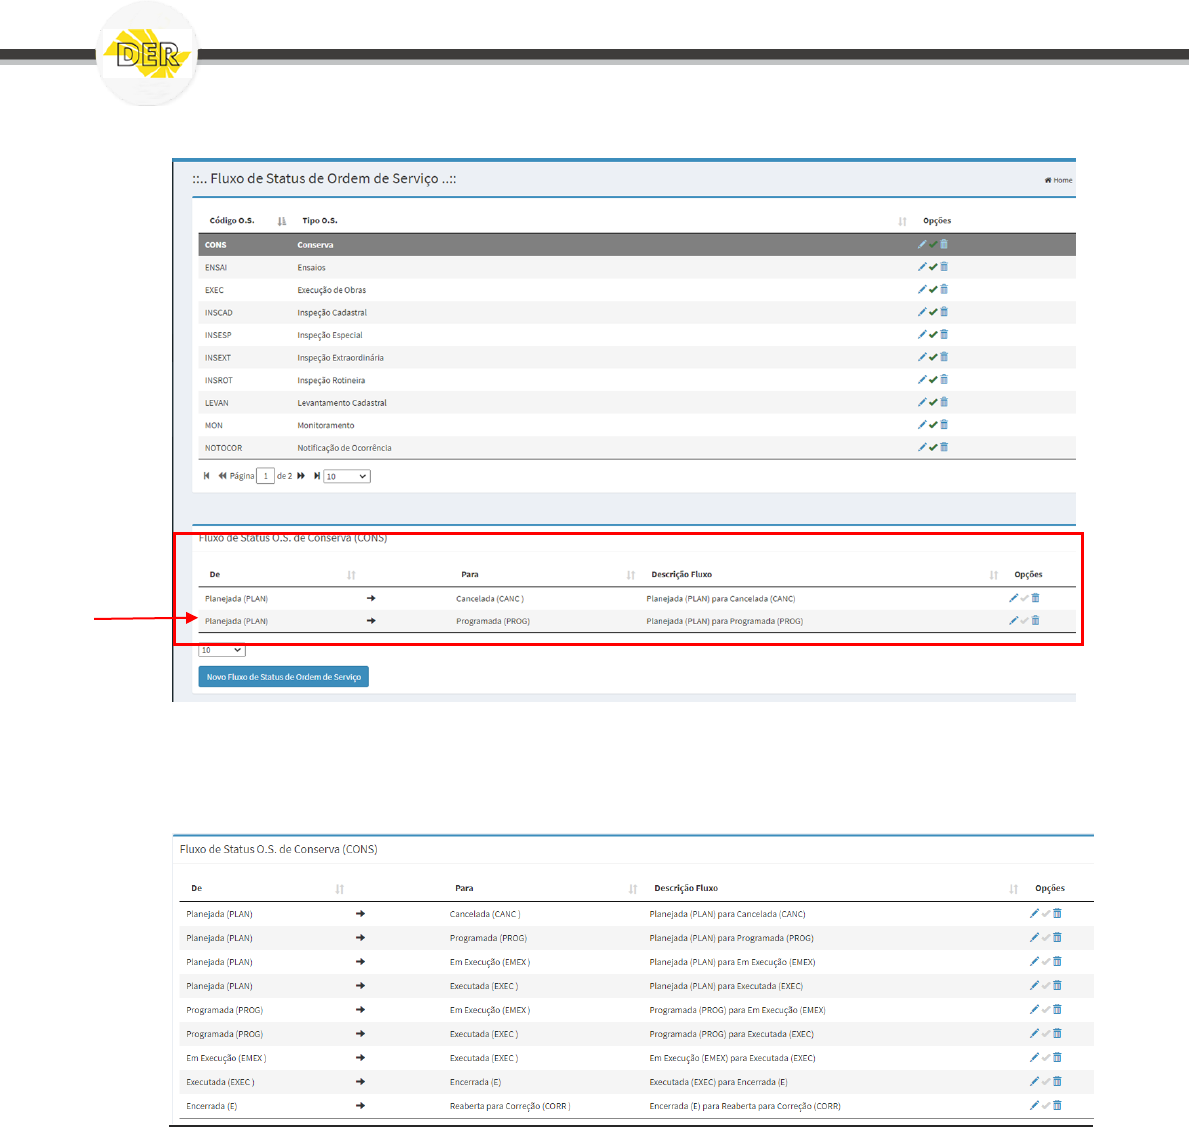 DER
::.. Fluxo de Status de Ordem de Serviço ..::
Home
Código O.S. Tipo O.S. Opções
CONS Conserva
ENSAI Ensaios
EXEC Execução de Obras
INSCAD Inspeção Cadastral
INSESP Inspeção Especial
INSEXT Inspeção Extraordinária
INSROT Inspeção Rotineira
LEVAN Levantamento Cadastral
MON Monitoramento
NOTOCOR Notificação de Ocorrência
Página 1 de 2 10
Fluxo de Status O.S. de Conserva (CONS)
De Para Descrição Fluxo Opções
Planejada (PLAN) Cancelada (CANC ) Planejada (PLAN) para Cancelada (CANC)
Planejada (PLAN) Programada (PROG) Planejada (PLAN) para Programada (PROG)
10
Novo Fluxo de Status de Ordem de Serviço
Fluxo de Status O.S. de Conserva (CONS)
De Para Descrição Fluxo Opções
Planejada (PLAN) Cancelada (CANC ) Planejada (PLAN) para Cancelada (CANC)
Planejada (PLAN) Programada (PROG) Planejada (PLAN) para Programada (PROG)
Planejada (PLAN) Em Execução (EMEX ) Planejada (PLAN) para Em Execução (EMEX)
Planejada (PLAN) Executada (EXEC ) Planejada (PLAN) para Executada (EXEC)
Programada (PROG) Em Execução (EMEX ) Programada (PROG) para Em Execução (EMEX)
Programada (PROG) Executada (EXEC ) Programada (PROG) para Executada (EXEC)
Em Execução (EMEX ) Executada (EXEC ) Em Execução (EMEX) para Executada (EXEC)
Executada (EXEC ) Encerrada (E) Executada (EXEC) para Encerrada (E)
Encerrada (E) Reaberta para Correção (CORR ) Encerrada (E) para Reaberta para Correção (CORR)